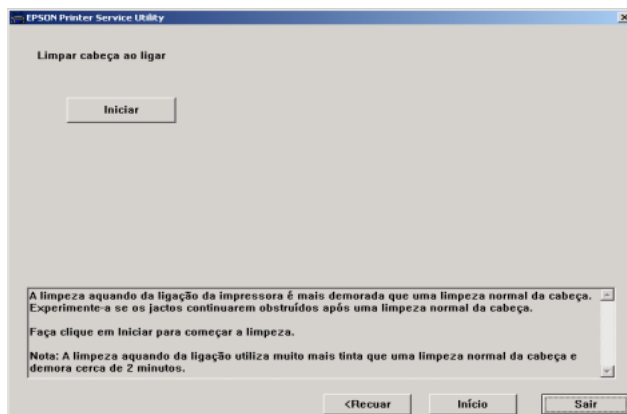 EPSON Printer Service Utility
Limpar cabeça ao ligar
Iniciar
A limpeza aquando da ligação da impressora é mais demorada que uma limpeza normal da cabeça.
Experimente-a se os jactos continuarem obstruídos após uma limpeza normal da cabeça.
Faça clique em Iniciar para começar a limpeza.
Nota: A limpeza aquando da ligação utiliza muito mais tinta que uma limpeza normal da cabeça e
demora cerca de 2 minutos.
<Recuar
Início
Sair